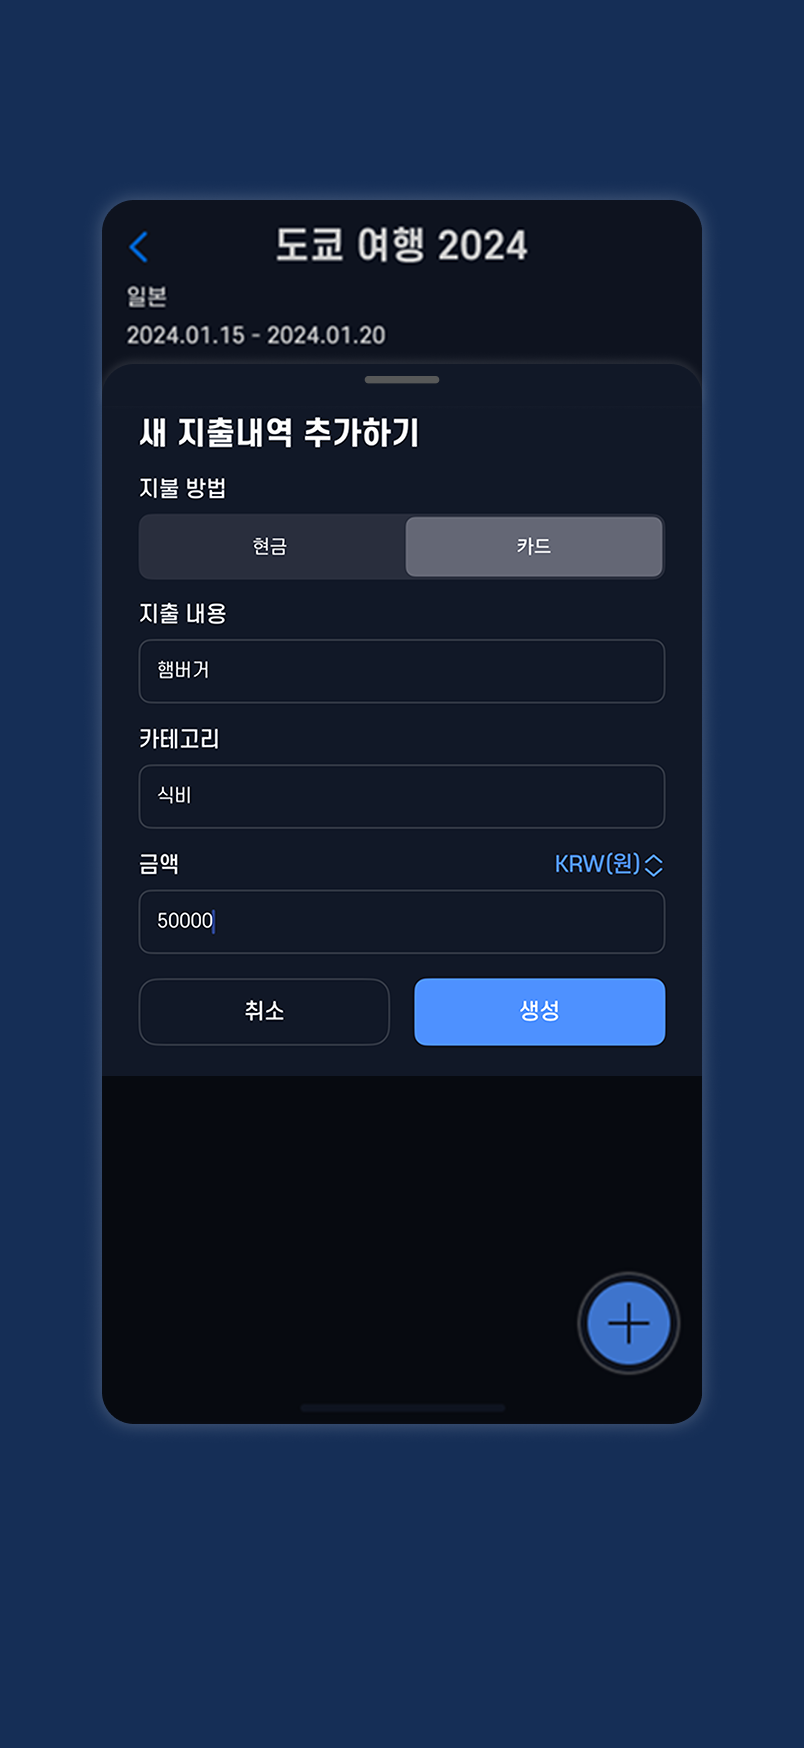 도쿄 여행 2024
일본
2024.01.15 - 2024.01.20
새 지출내역 추가하기
지불 방법
현금 카드
지출 내용
햄버거
카테고리
식비
금액 KRW(원)
50000
취소 생성